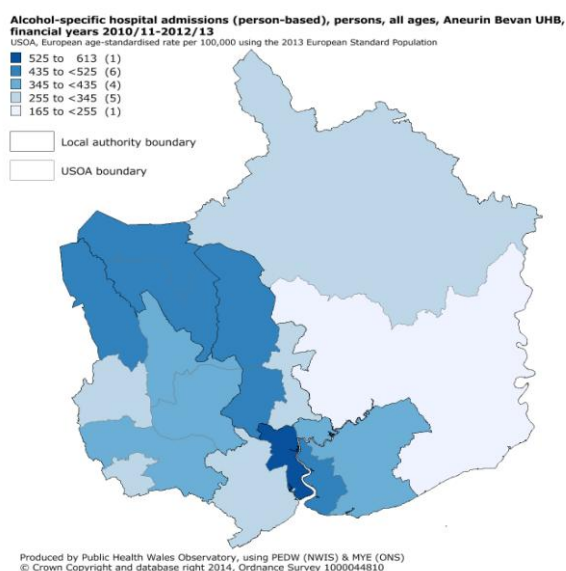 Alcohol-specific hospital admissions (person-based), persons, all ages, Aneurin Bevan UHB,
financial years 2010/11-2012/13
USOA, European age-standardised rate per 100,000 using the 2013 European Standard Population
525 to 613 (1)
435 to <525 (6)
345 to <435 (4)
255 to <345 (5)
165 to <255 (1)
Local authority boundary
USOA boundary
Produced by Public Health Wales Observatory, using PEDW (NWIS) & MYE (ONS)
© Crown Copyright and database right 2014, Ordnance Survey 1000044810